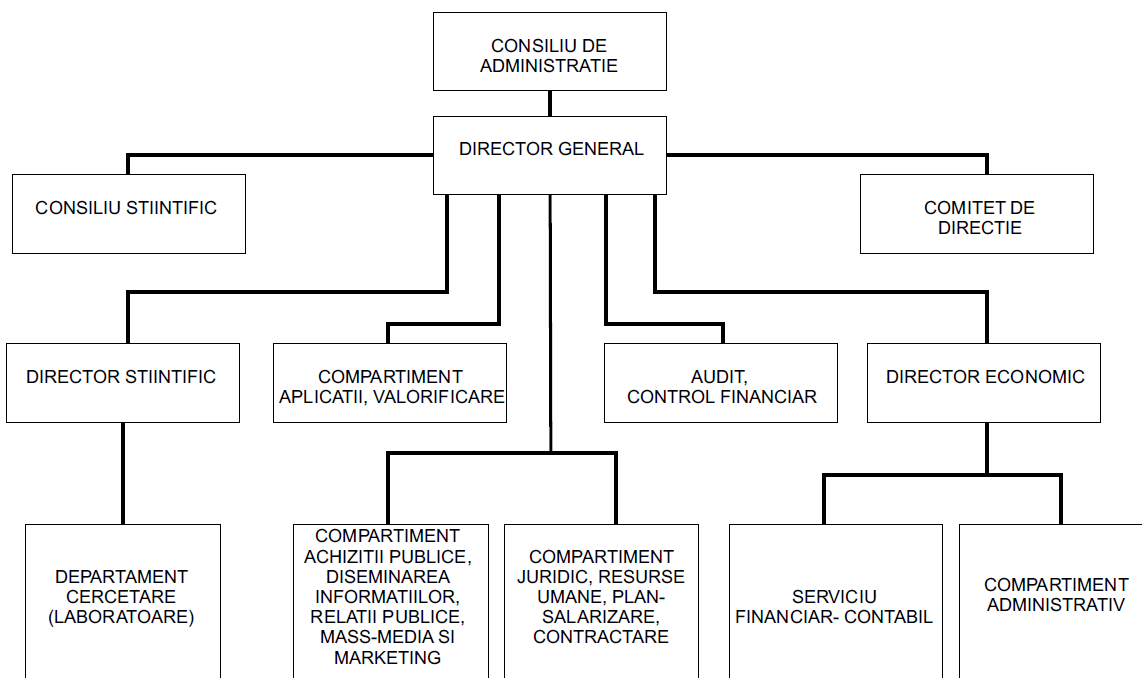 CONSILIU DE
ADMINISTRATIE
DIRECTOR GENERAL
CONSILIU STIINTIFIC
COMITET DE
DIRECTIE
DIRECTOR STIINTIFIC
COMPARTIMENT
APLICATII, VALORIFICARE
AUDIT,
CONTROL FINANCIAR
DIRECTOR ECONOMIC
DEPARTAMENT
CERCETARE
(LABORATOARE)
COMPARTIMENT
ACHIZITII PUBLICE,
DISEMINAREA
INFORMATIILOR,
RELATII PUBLICE,
MASS-MEDIA SI
MARKETING
COMPARTIMENT
JURIDIC, RESURSE
UMANE, PLAN-
SALARIZARE,
CONTRACTARE
SERVICIU
FINANCIAR- CONTABIL
COMPARTIMENT
ADMINISTRATIV